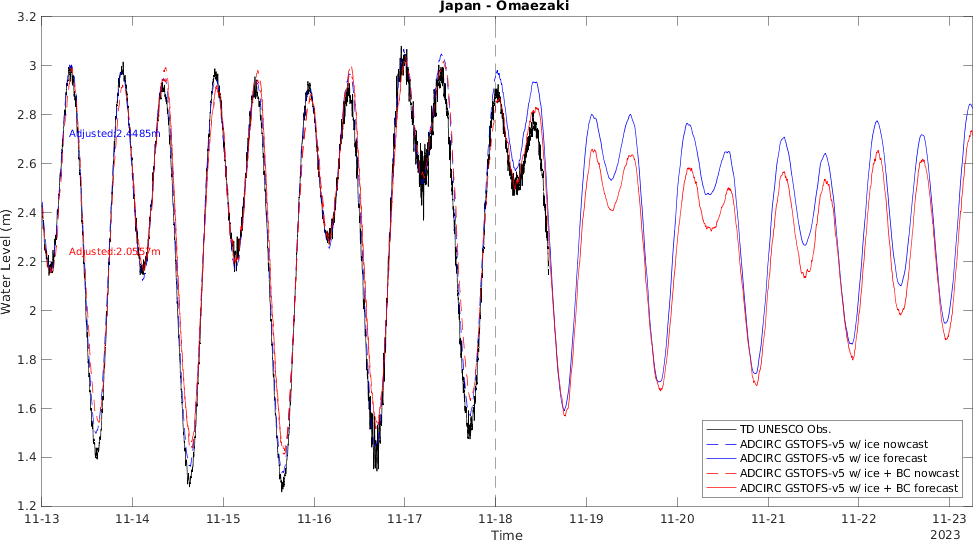 Japan - Omaezaki
3.2
3
2.8
2.6
2.4
2.2
2
1.8
1.6
1.4
1.2
Water Level (m)
Adjusted:2.4485m
Adjusted:2.0557m
TD UNESCO Obs.
ADCIRC GSTOFS-v5 w/ ice nowcast
ADCIRC GSTOFS-v5 w/ ice forecast
ADCIRC GSTOFS-v5 w/ ice + BC nowcast
ADCIRC GSTOFS-v5 w/ ice + BC forecast
11-13 11-14 11-15 11-16 11-17 11-18 11-19 11-20 11-21 11-22 11-23
Time
2023